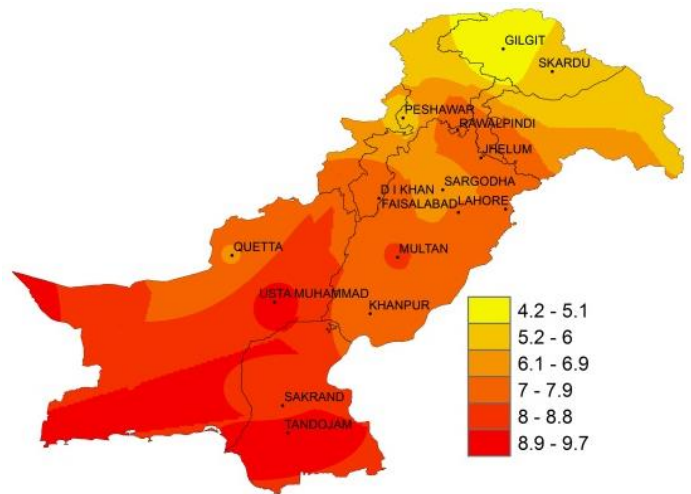 GILGIT
SKARDU
PESHAWAR
RAWALPINDI
JHELUM
SARGODHA
D I KHAN
FAISALABAD
LAHORE
QUETTA
MULTAN
USTA MUHAMMAD
KHANPUR
SAKRAND
TANDOJAM
4.2 - 5.1
5.2 - 6
6.1 - 6.9
7 - 7.9
8 - 8.8
8.9 - 9.7